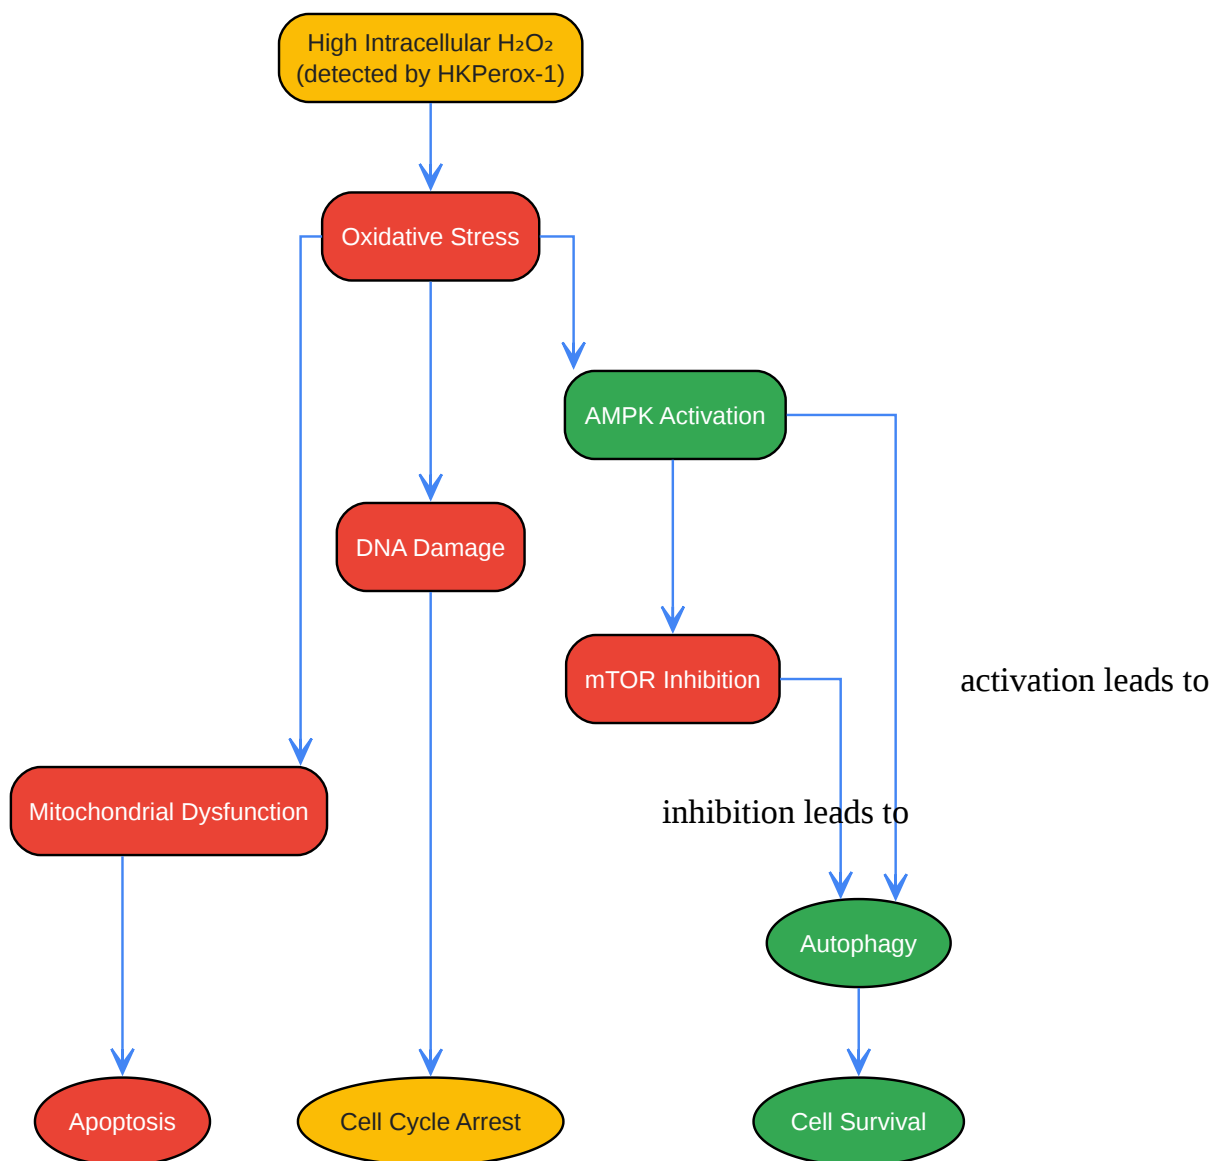 High Intracellular H₂O₂
(detected by HKPerox-1)
Oxidative Stress
AMPK Activation
DNA Damage
mTOR Inhibition
activation leads to
Mitochondrial Dysfunction
inhibition leads to
Autophagy
Apoptosis
Cell Cycle Arrest
Cell Survival